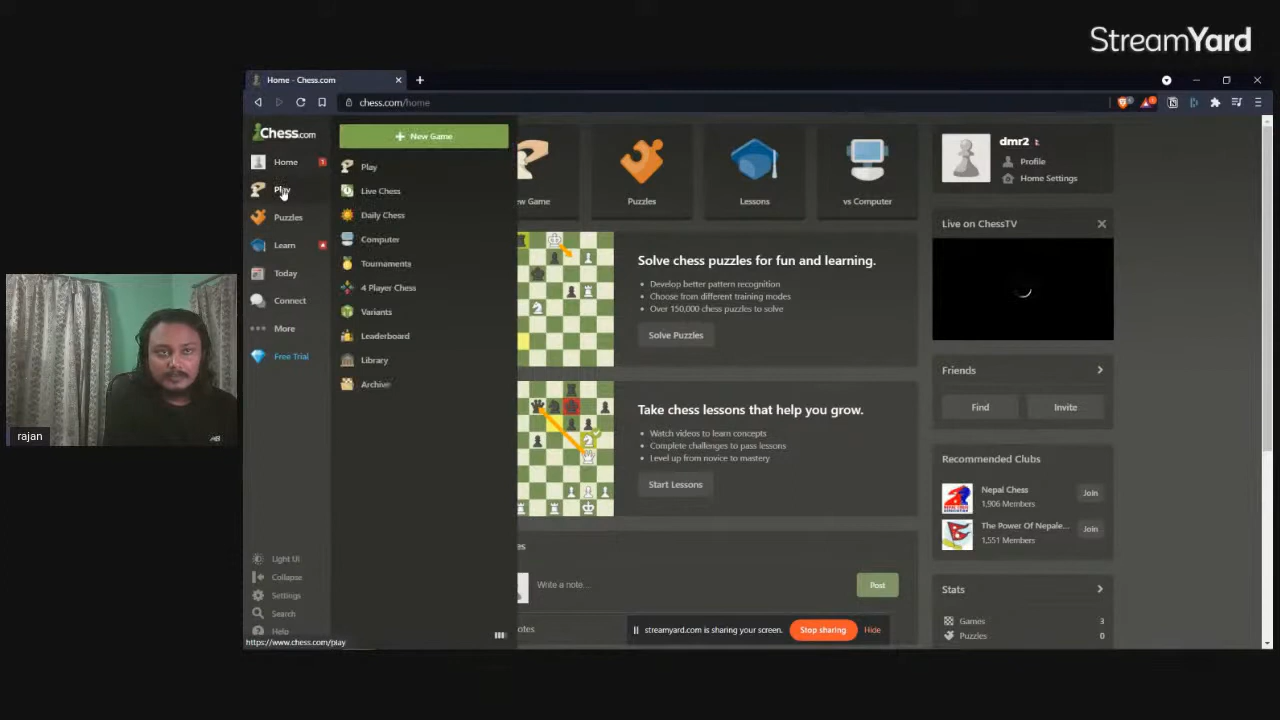 StreamYard
Home - Chess.com
chess.com/home
Chess.com
Home
1
Play
Puzzles
Learn
Today
Connect
More
Free Trial
Light UI
Collapse
Settings
Search
Help
https://www.chess.com/play
New Game
Play
Live Chess
Daily Chess
Computer
Tournaments
4 Player Chess
Variants
Leaderboard
Library
Archive
ew Game
Puzzles
Lessons
vs Computer
Solve chess puzzles for fun and learning.
Develop better pattern recognition
Choose from different training modes
Over 150,000 chess puzzles to solve
Solve Puzzles
Take chess lessons that help you grow.
Watch videos to learn concepts
Complete challenges to pass lessons
Level up from novice to mastery
Start Lessons
es
Write a note...
Post
otes
streamyard.com is sharing your screen.
Stop sharing
Hide
dmr2
Profile
Home Settings
Live on ChessTV
Friends
Find
Invite
Recommended Clubs
Nepal Chess
1,906 Members
Join
The Power Of Nepale...
1,551 Members
Join
Stats
Games 3
Puzzles 0
rajan